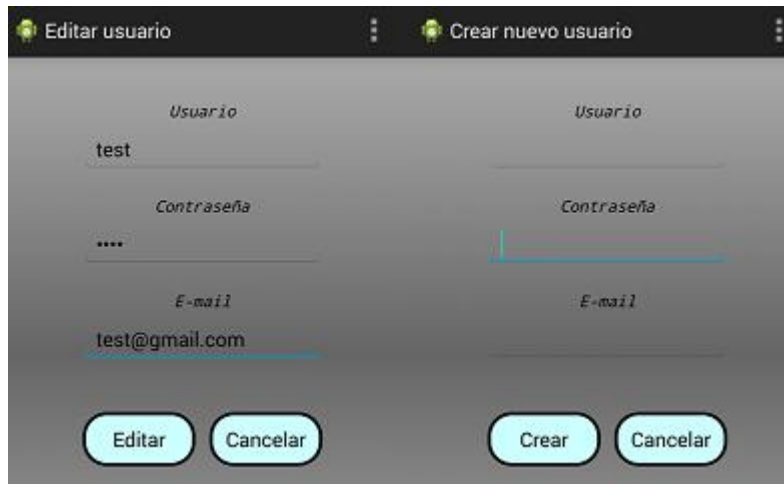 Editar usuario
Usuario
test
Contraseña
••••
E-mail
test@gmail.com
Editar
Cancelar
Crear nuevo usuario
Usuario
Contraseña
E-mail
Crear
Cancelar